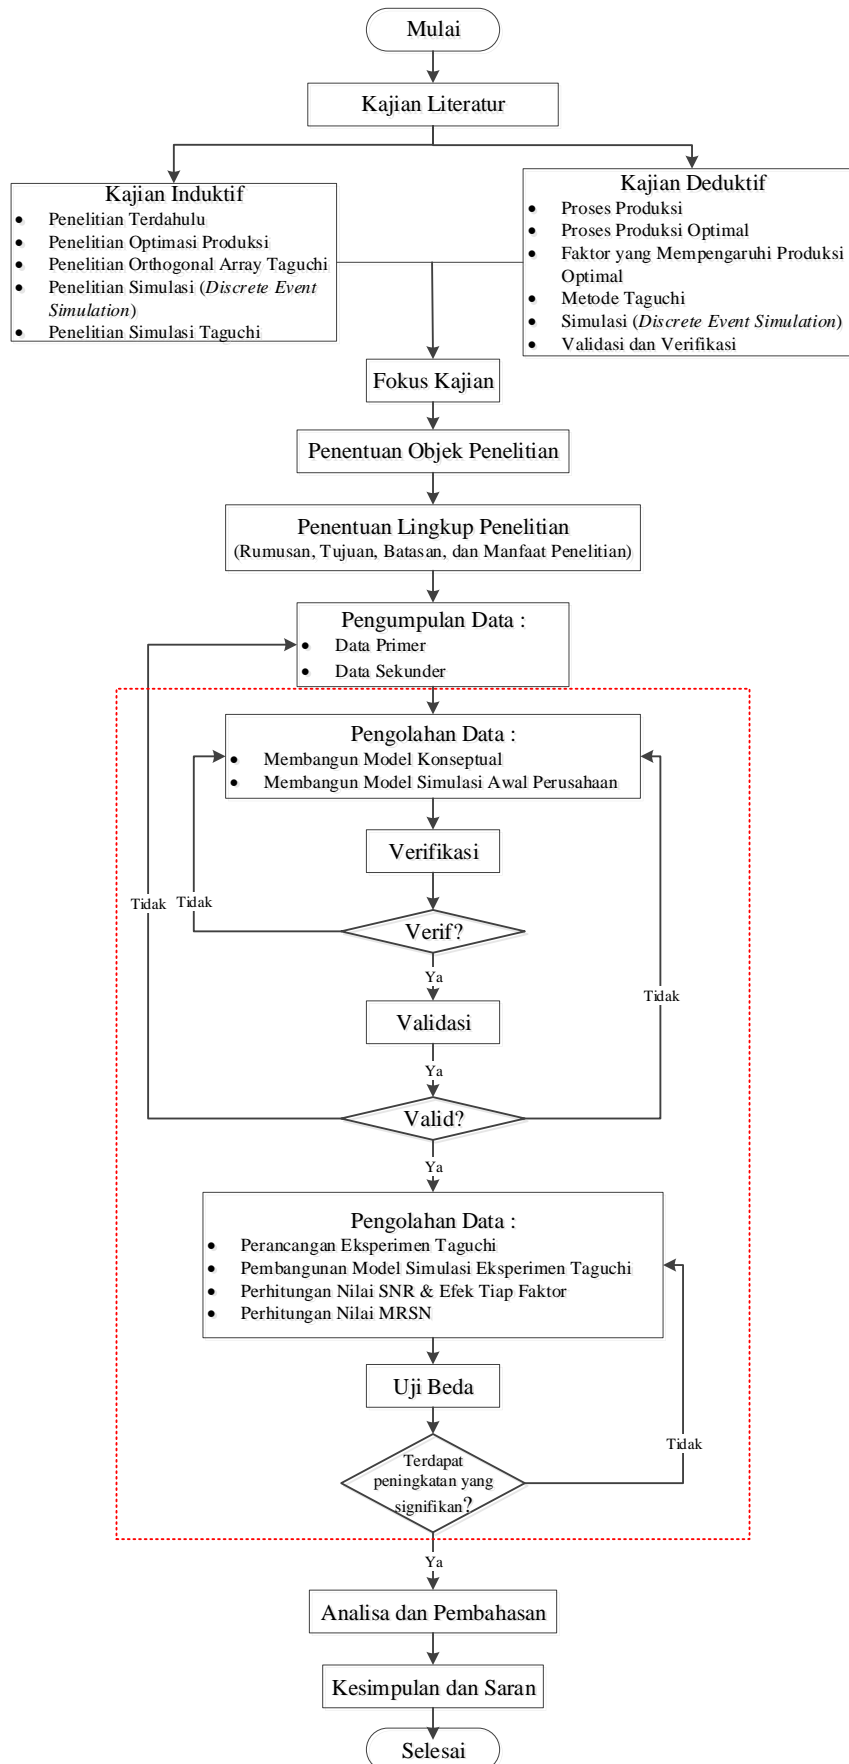 Mulai
Kajian Literatur
Kajian Induktif
• Penelitian Terdahulu
• Penelitian Optimasi Produksi
• Penelitian Orthogonal Array Taguchi
• Penelitian Simulasi (Discrete Event
Simulation)
• Penelitian Simulasi Taguchi
Kajian Deduktif
• Proses Produksi
• Proses Produksi Optimal
• Faktor yang Mempengaruhi Produksi
Optimal
• Metode Taguchi
• Simulasi (Discrete Event Simulation)
• Validasi dan Verifikasi
Fokus Kajian
Penentuan Objek Penelitian
Penentuan Lingkup Penelitian
(Rumusan, Tujuan, Batasan, dan Manfaat Penelitian)
Pengumpulan Data :
• Data Primer
• Data Sekunder
Pengolahan Data :
• Membangun Model Konseptual
• Membangun Model Simulasi Awal Perusahaan
Verifikasi
Tidak
Tidak
Verif?
Ya
Tidak
Validasi
Ya
Valid?
Ya
Pengolahan Data :
• Perancangan Eksperimen Taguchi
• Pembangunan Model Simulasi Eksperimen Taguchi
• Perhitungan Nilai SNR & Efek Tiap Faktor
• Perhitungan Nilai MRSN
Uji Beda
Tidak
Terdapat
peningkatan yang
signifikan?
Ya
Analisa dan Pembahasan
Kesimpulan dan Saran
Selesai